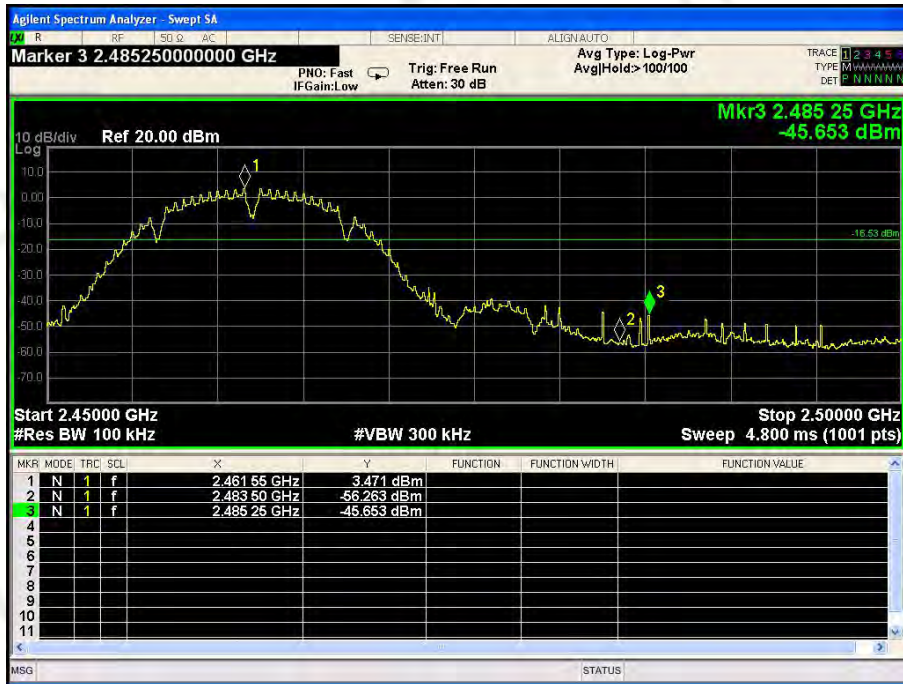 Agilent Spectrum Analyzer - Swept SA
LXI R RF 50 Ω AC SENSE:INT ALIGNAUTO
Marker 3 2.485250000000 GHz
PNO: Fast
IFGain:Low
Trig: Free Run
Atten: 30 dB
Avg Type: Log-Pwr
Avg|Hold:>100/100
TRACE 1 2 3 4 5 6
TYPE M WWWWW
DET P N N N N N
Mkr3 2.485 25 GHz
-45.653 dBm
10 dB/div Ref 20.00 dBm
Log
10.0
0.00
-10.0
-20.0
-30.0
-40.0
-50.0
-60.0
-70.0
1
2
3
-16.53 dBm
Start 2.45000 GHz Stop 2.50000 GHz
#Res BW 100 kHz #VBW 300 kHz Sweep 4.800 ms (1001 pts)
MKR MODE TRC SCL X Y FUNCTION FUNCTION WIDTH FUNCTION VALUE
1 N 1 f 2.461 55 GHz 3.471 dBm
2 N 1 f 2.483 50 GHz -56.263 dBm
3 N 1 f 2.485 25 GHz -45.653 dBm
4
5
6
7
8
9
10
11
MSG STATUS